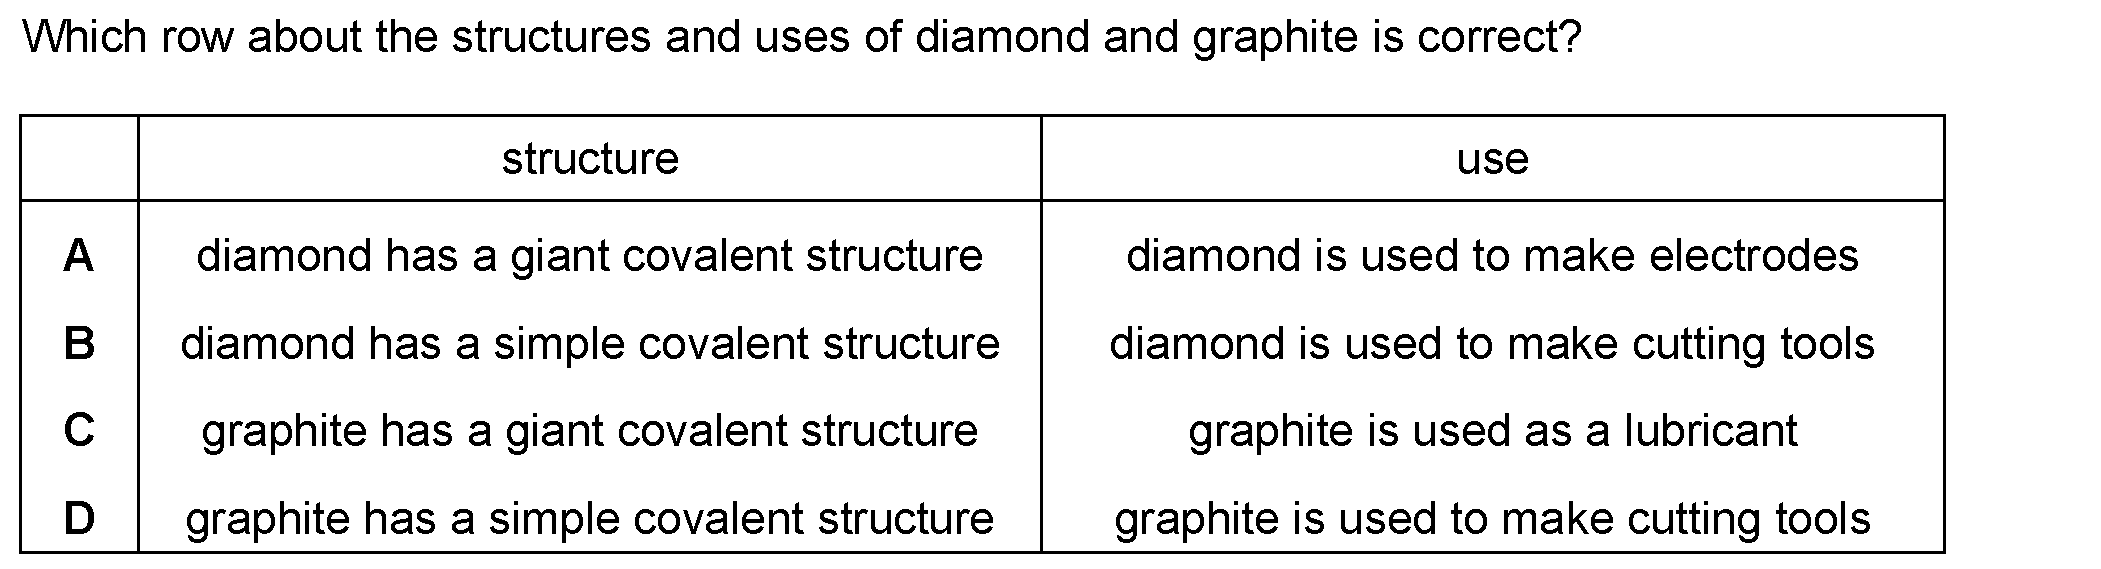 Which row about the structures and uses of diamond and graphite is correct?
structure use
A diamond has a giant covalent structure diamond is used to make electrodes
B diamond has a simple covalent structure diamond is used to make cutting tools
C graphite has a giant covalent structure graphite is used as a lubricant
D graphite has a simple covalent structure graphite is used to make cutting tools